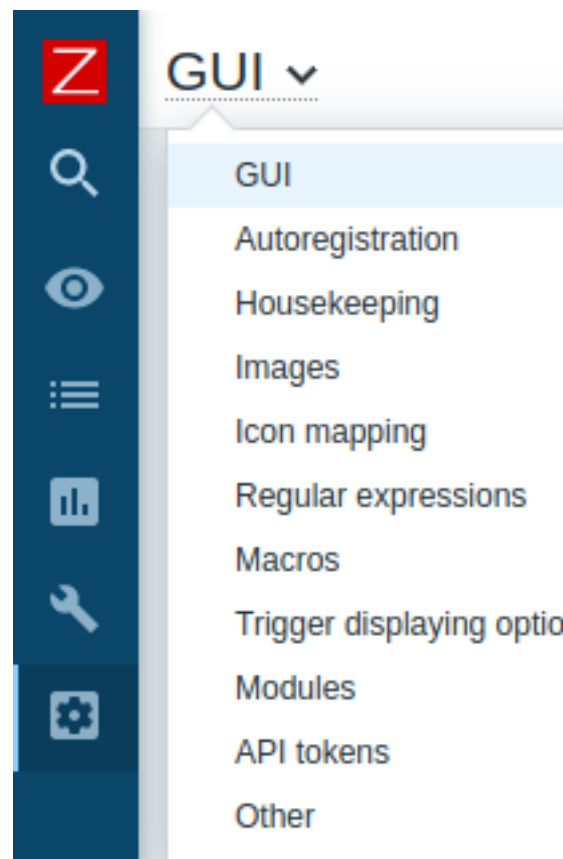 Z
GUI
GUI
Autoregistration
Housekeeping
Images
Icon mapping
Regular expressions
Macros
Trigger displaying optio
Modules
API tokens
Other